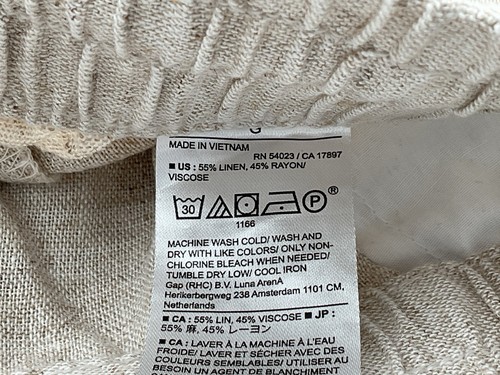 G
MADE IN VIETNAM
RN 54023 / CA 17897
■ US : 55% LINEN, 45% RAYON/
VISCOSE
30 P ®
1166
MACHINE WASH COLD/ WASH AND
DRY WITH LIKE COLORS/ ONLY NON-
CHLORINE BLEACH WHEN NEEDED/
TUMBLE DRY LOW/ COOL IRON
Gap (RHC) B.V. Luna ArenA
Herikerbergweg 238 Amsterdam 1101 CM,
Netherlands
■ CA : 55% LIN, 45% VISCOSE ■ JP :
55% 麻, 45% レーヨン
■ CA : LAVER À LA MACHINE À L'EAU
FROIDE/ LAVER ET SÉCHER AVEC DES
COULEURS SEMBLABLES/ UTILISER AU
BESOIN UN AGENT DE BLANCHIMENT